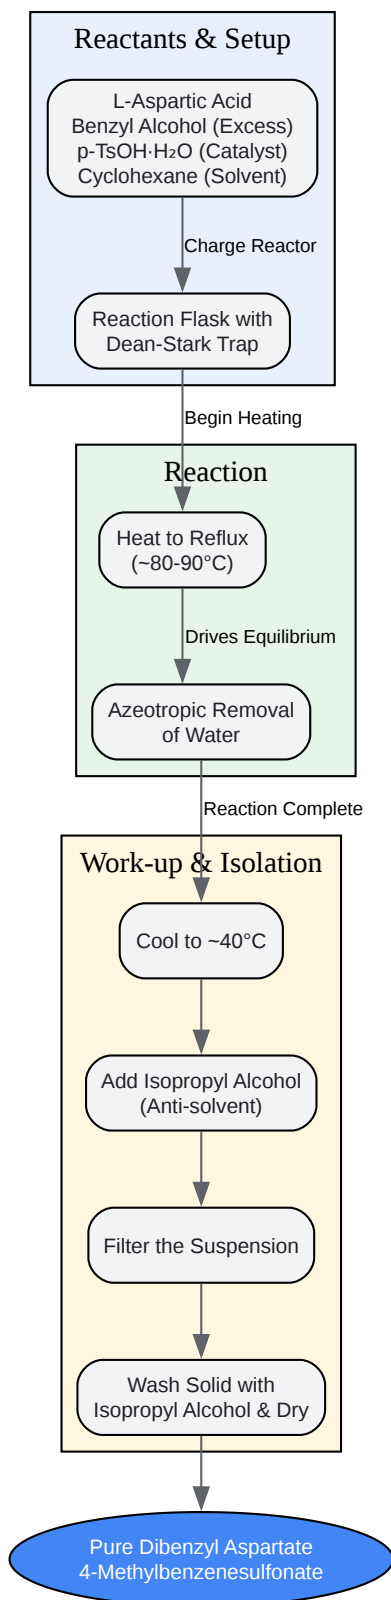 Reactants & Setup
L-Aspartic Acid
Benzyl Alcohol (Excess)
p-TsOH·H₂O (Catalyst)
Cyclohexane (Solvent)
Charge Reactor
Reaction Flask with
Dean-Stark Trap
Begin Heating
Reaction
Heat to Reflux
(~80-90°C)
Drives Equilibrium
Azeotropic Removal
of Water
Reaction Complete
Work-up & Isolation
Cool to ~40°C
Add Isopropyl Alcohol
(Anti-solvent)
Filter the Suspension
Wash Solid with
Isopropyl Alcohol & Dry
Pure Dibenzyl Aspartate
4-Methylbenzenesulfonate